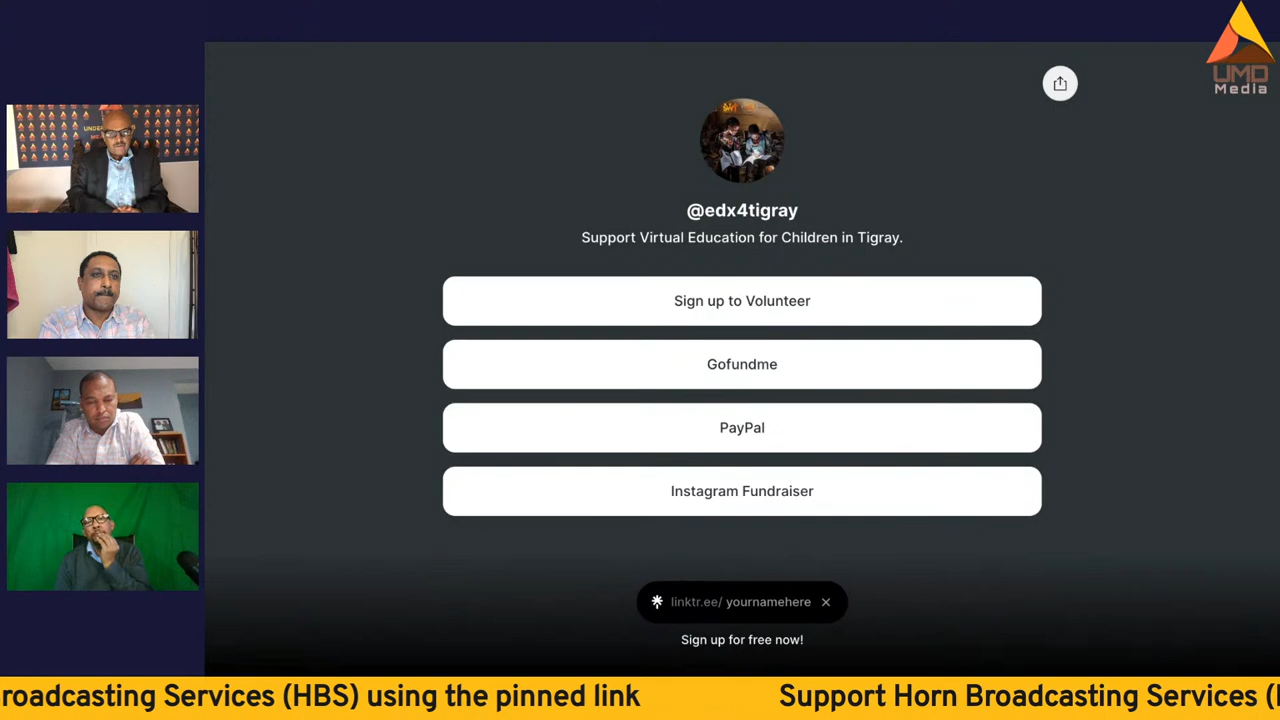 UMD
Media
@edx4tigray
Support Virtual Education for Children in Tigray.
Sign up to Volunteer
Gofundme
PayPal
Instagram Fundraiser
linktr.ee/ yournamehere
Sign up for free now!
roadcasting Services (HBS) using the pinned link
Support Horn Broadcasting Services (